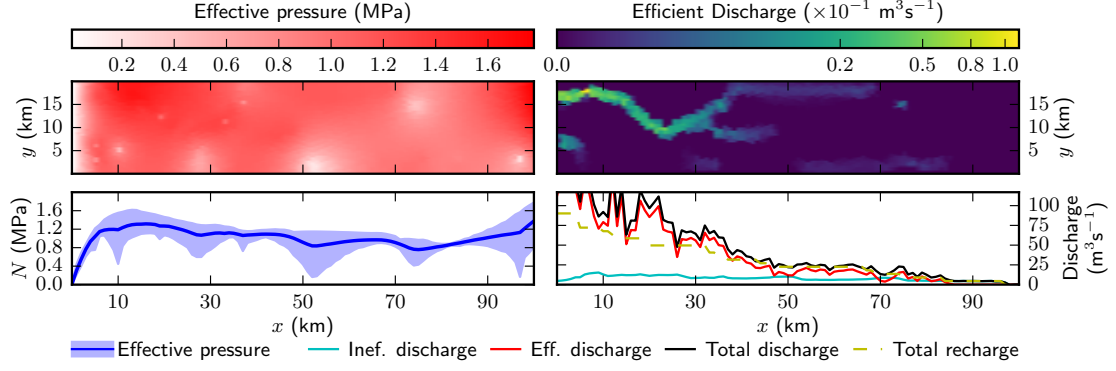 Effective pressure (MPa)
Efficient Discharge (×10⁻¹ m³s⁻¹)
0.2 0.4 0.6 0.8 1.0 1.2 1.4 1.6
0.0 0.2 0.5 0.8 1.0
y (km)
15
10
5
15
10
5
y (km)
N (MPa)
1.6
1.2
0.8
0.4
0.0
100
75
50
25
0
Discharge
(m³s⁻¹)
10 30 50 70 90
10 30 50 70 90
x (km)
x (km)
Effective pressure Inef. discharge Eff. discharge Total discharge Total recharge